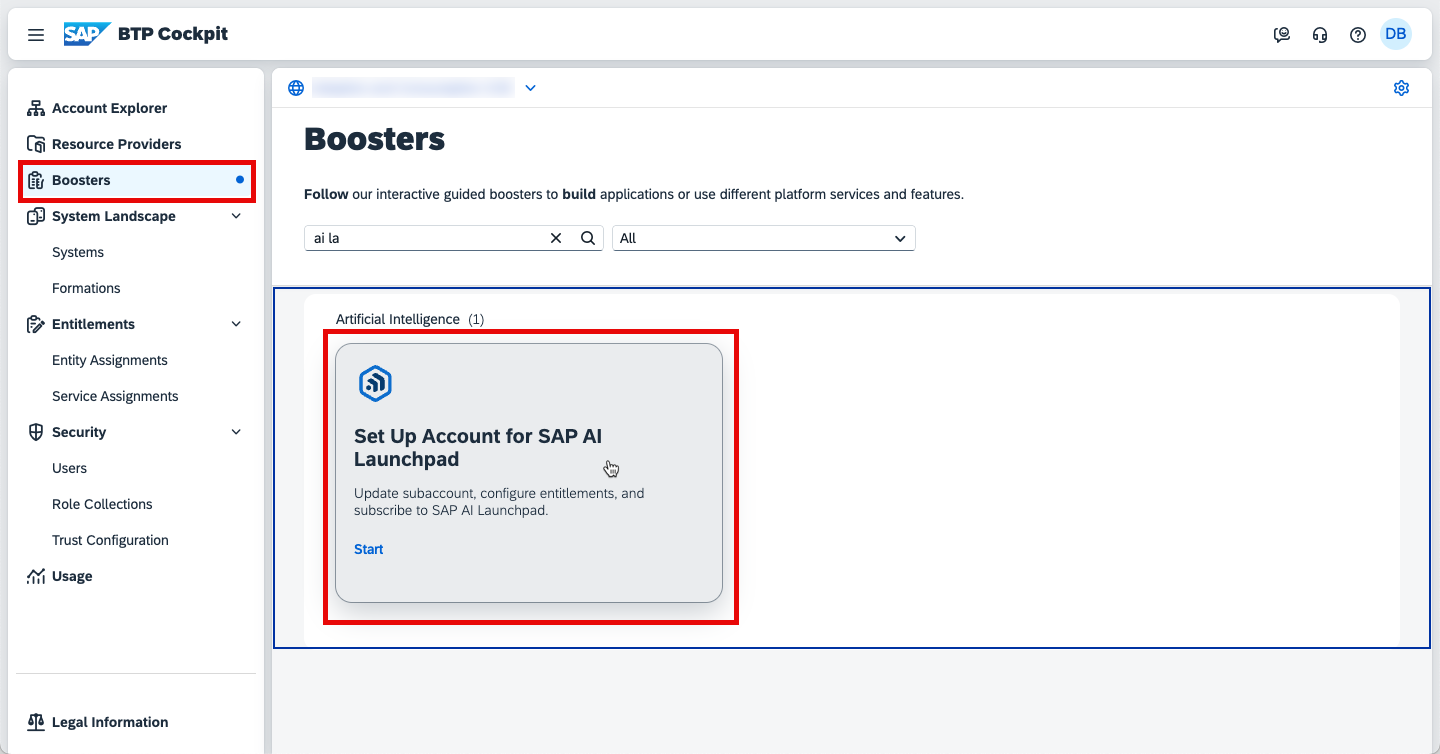 SAP BTP Cockpit
DB
Account Explorer
Resource Providers
Boosters
System Landscape
Systems
Formations
Entitlements
Entity Assignments
Service Assignments
Security
Users
Role Collections
Trust Configuration
Usage
Legal Information
Boosters
Follow our interactive guided boosters to build applications or use different platform services and features.
ai la
All
Artificial Intelligence (1)
Set Up Account for SAP AI
Launchpad
Update subaccount, configure entitlements, and
subscribe to SAP AI Launchpad.
Start